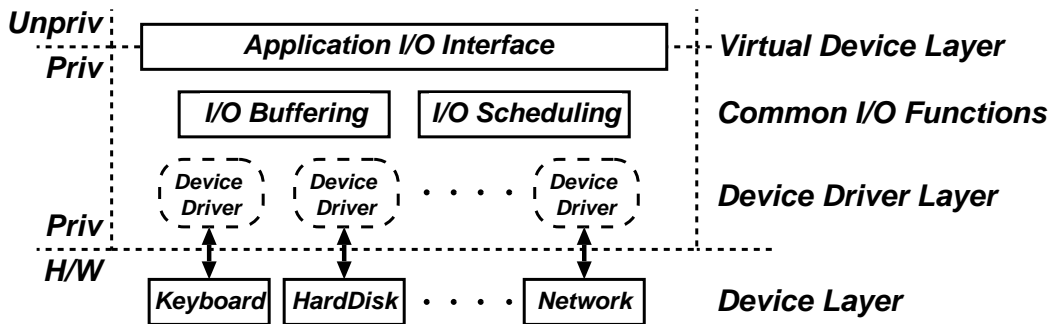 Unpriv
Application I/O Interface
Virtual Device Layer
Priv
I/O Buffering
I/O Scheduling
Common I/O Functions
Device
Driver
Device
Driver
. . . .
Device
Driver
Device Driver Layer
Priv
H/W
Keyboard
HardDisk
. . . .
Network
Device Layer